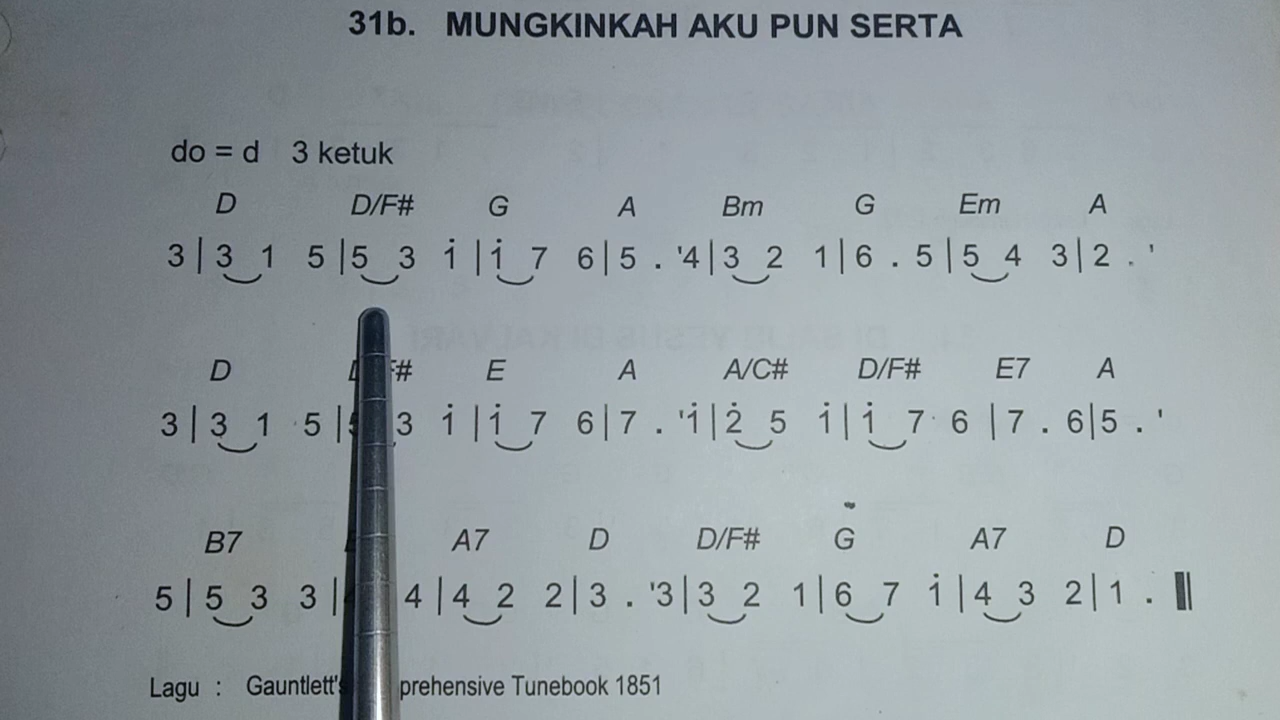 31b. MUNGKINKAH AKU PUN SERTA
do = d 3 ketuk
D D/F# G A Bm G Em A
3 | 3 1 5 | 5 3 i | i 7 6 | 5 . '4 | 3 2 1 | 6 . 5 | 5 4 3 | 2 . '
D F# E A A/C# D/F# E7 A
3 | 3 1 5 | 3 i | i 7 6 | 7 . 'i | 2̇ 5 i | i 7 6 | 7 . 6 | 5 . '
B7 A7 D D/F# G A7 D
5 | 5 3 3 | 4 | 4 2 2 | 3 . '3 | 3 2 1 | 6 7 i | 4 3 2 | 1 . ||
Lagu : Gauntlett's prehensive Tunebook 1851